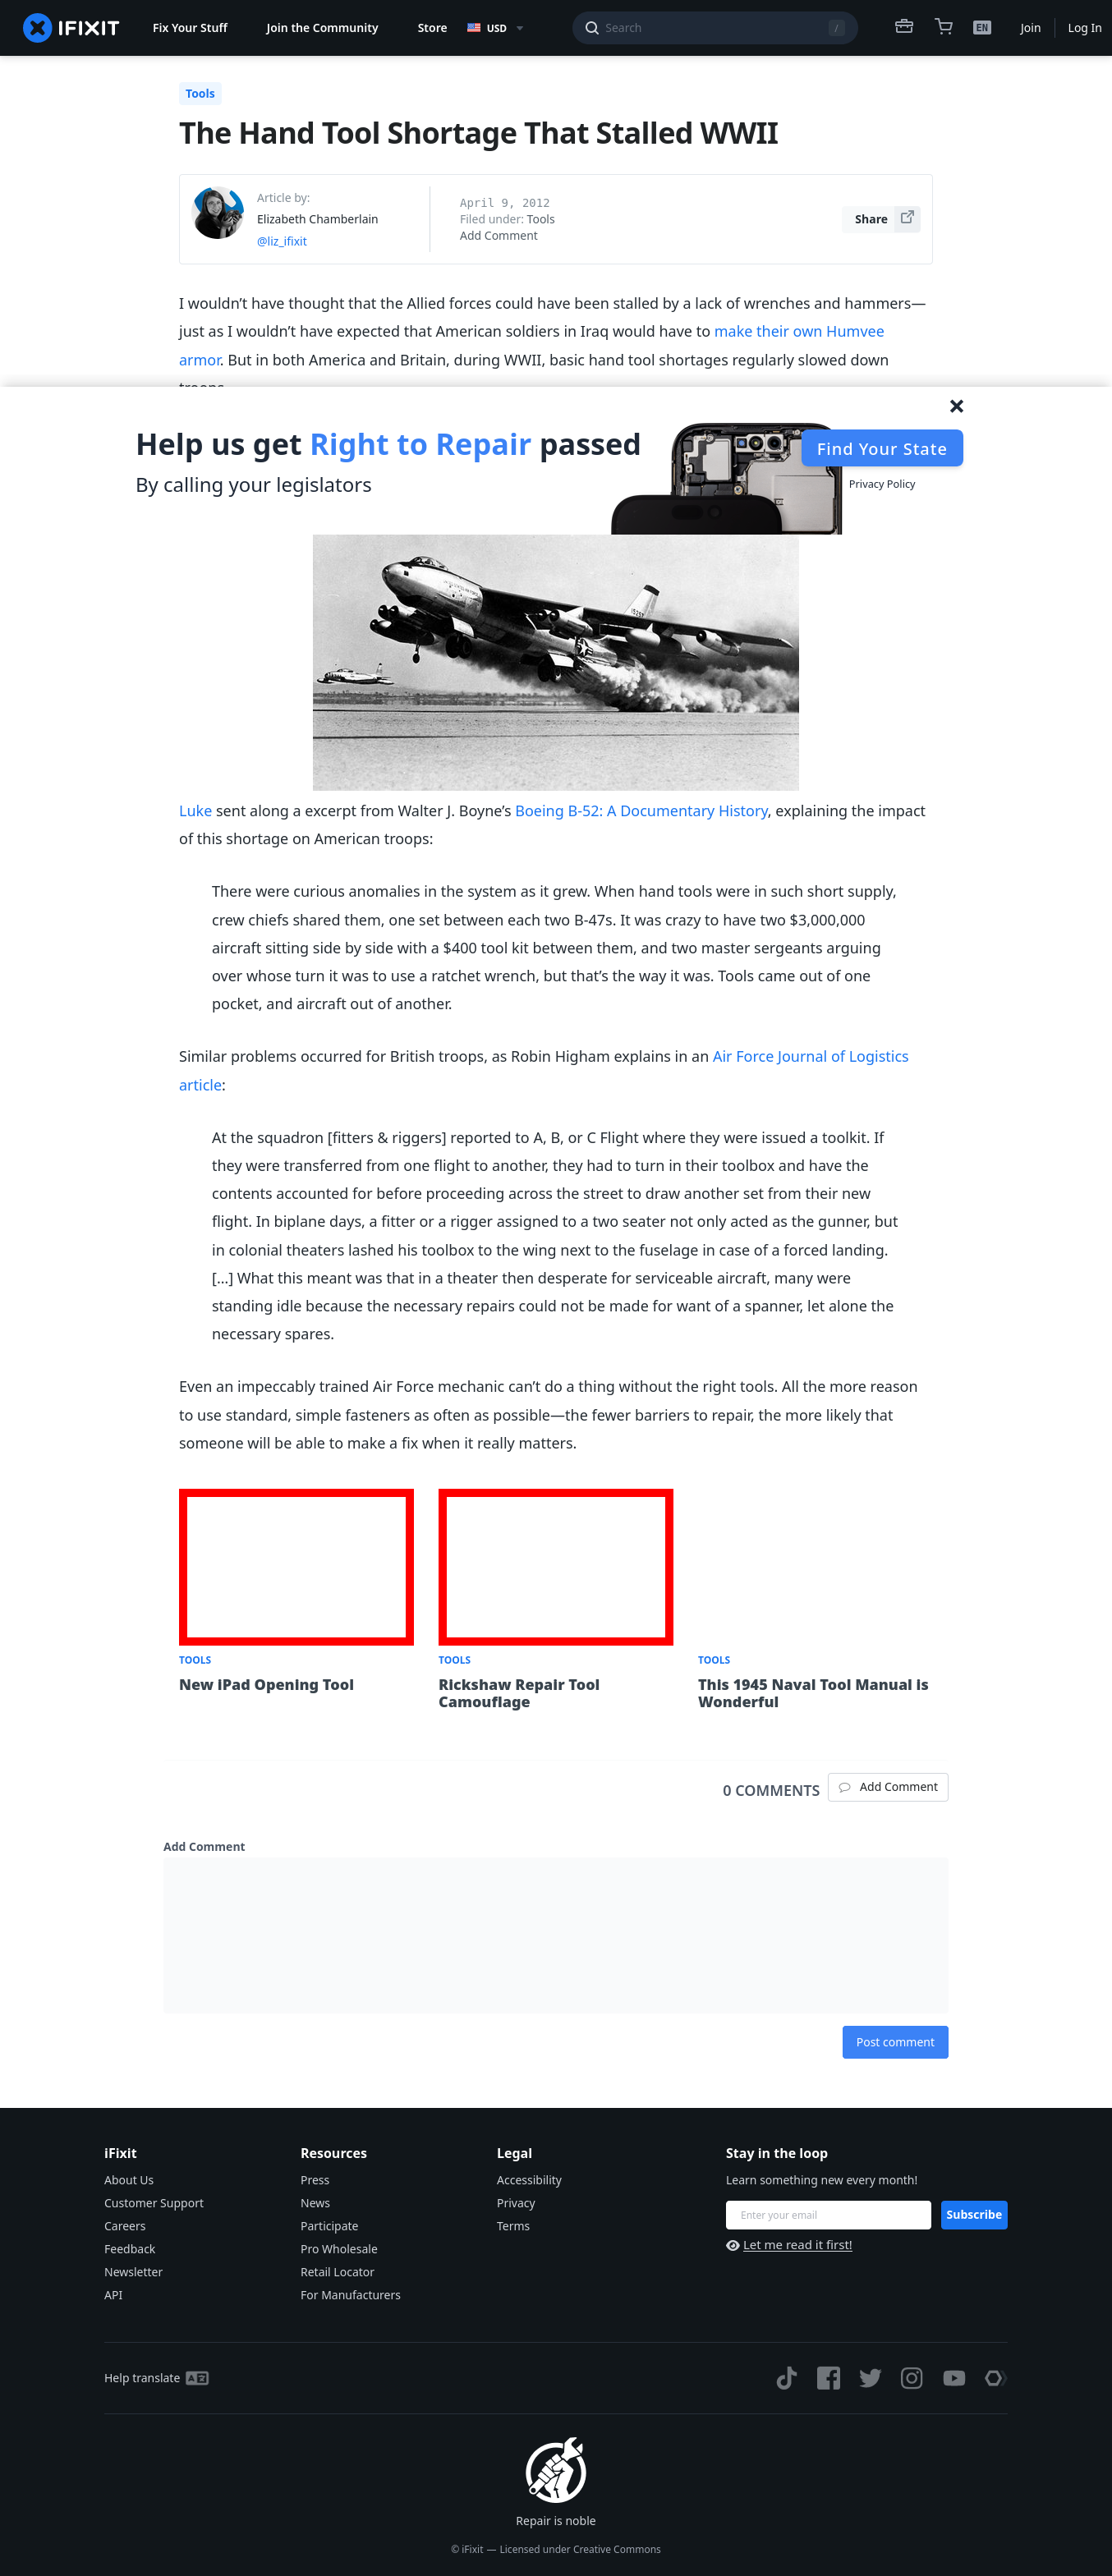 IFIXIT
Fix Your Stuff
Join the Community
Store
USD
Search
/
EN
Join
Log In
Tools
The Hand Tool Shortage That Stalled WWII
Article by:
Elizabeth Chamberlain
@liz_ifixit
April 9, 2012
Filed under: Tools
Add Comment
Share
I wouldn’t have thought that the Allied forces could have been stalled by a lack of wrenches and hammers—
just as I wouldn’t have expected that American soldiers in Iraq would have to make their own Humvee
armor. But in both America and Britain, during WWII, basic hand tool shortages regularly slowed down
troops.
Help us get Right to Repair passed
By calling your legislators
Find Your State
Privacy Policy
Luke sent along a excerpt from Walter J. Boyne’s Boeing B-52: A Documentary History, explaining the impact
of this shortage on American troops:
There were curious anomalies in the system as it grew. When hand tools were in such short supply,
crew chiefs shared them, one set between each two B-47s. It was crazy to have two $3,000,000
aircraft sitting side by side with a $400 tool kit between them, and two master sergeants arguing
over whose turn it was to use a ratchet wrench, but that’s the way it was. Tools came out of one
pocket, and aircraft out of another.
Similar problems occurred for British troops, as Robin Higham explains in an Air Force Journal of Logistics
article:
At the squadron [fitters & riggers] reported to A, B, or C Flight where they were issued a toolkit. If
they were transferred from one flight to another, they had to turn in their toolbox and have the
contents accounted for before proceeding across the street to draw another set from their new
flight. In biplane days, a fitter or a rigger assigned to a two seater not only acted as the gunner, but
in colonial theaters lashed his toolbox to the wing next to the fuselage in case of a forced landing.
[…] What this meant was that in a theater then desperate for serviceable aircraft, many were
standing idle because the necessary repairs could not be made for want of a spanner, let alone the
necessary spares.
Even an impeccably trained Air Force mechanic can’t do a thing without the right tools. All the more reason
to use standard, simple fasteners as often as possible—the fewer barriers to repair, the more likely that
someone will be able to make a fix when it really matters.
TOOLS
New iPad Opening Tool
TOOLS
Rickshaw Repair Tool
Camouflage
TOOLS
This 1945 Naval Tool Manual is
Wonderful
0 COMMENTS
Add Comment
Add Comment
Post comment
iFixit
About Us
Customer Support
Careers
Feedback
Newsletter
API
Resources
Press
News
Participate
Pro Wholesale
Retail Locator
For Manufacturers
Legal
Accessibility
Privacy
Terms
Stay in the loop
Learn something new every month!
Enter your email
Subscribe
Let me read it first!
Help translate
Repair is noble
© iFixit — Licensed under Creative Commons